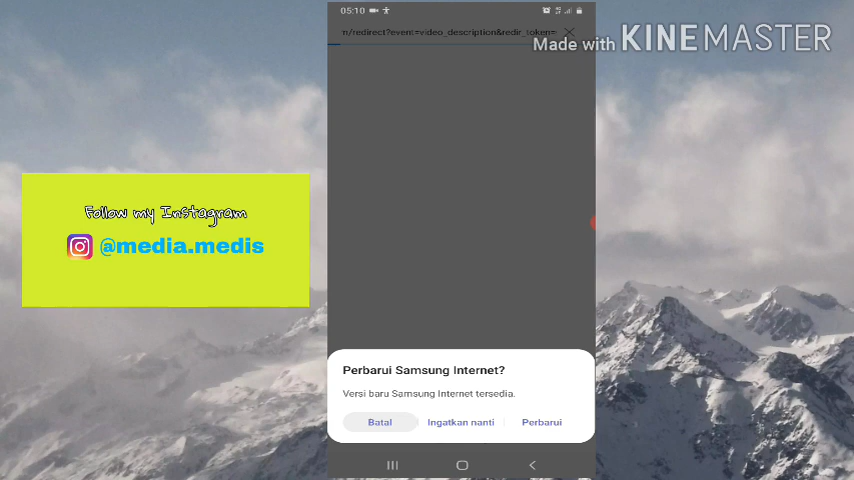 05:10
m/redirect?event=video_description&redir_token=
Made with KINEMASTER
Follow my Instagram
@media.medis
Perbarui Samsung Internet?
Versi baru Samsung Internet tersedia.
Batal
Ingatkan nanti
Perbarui